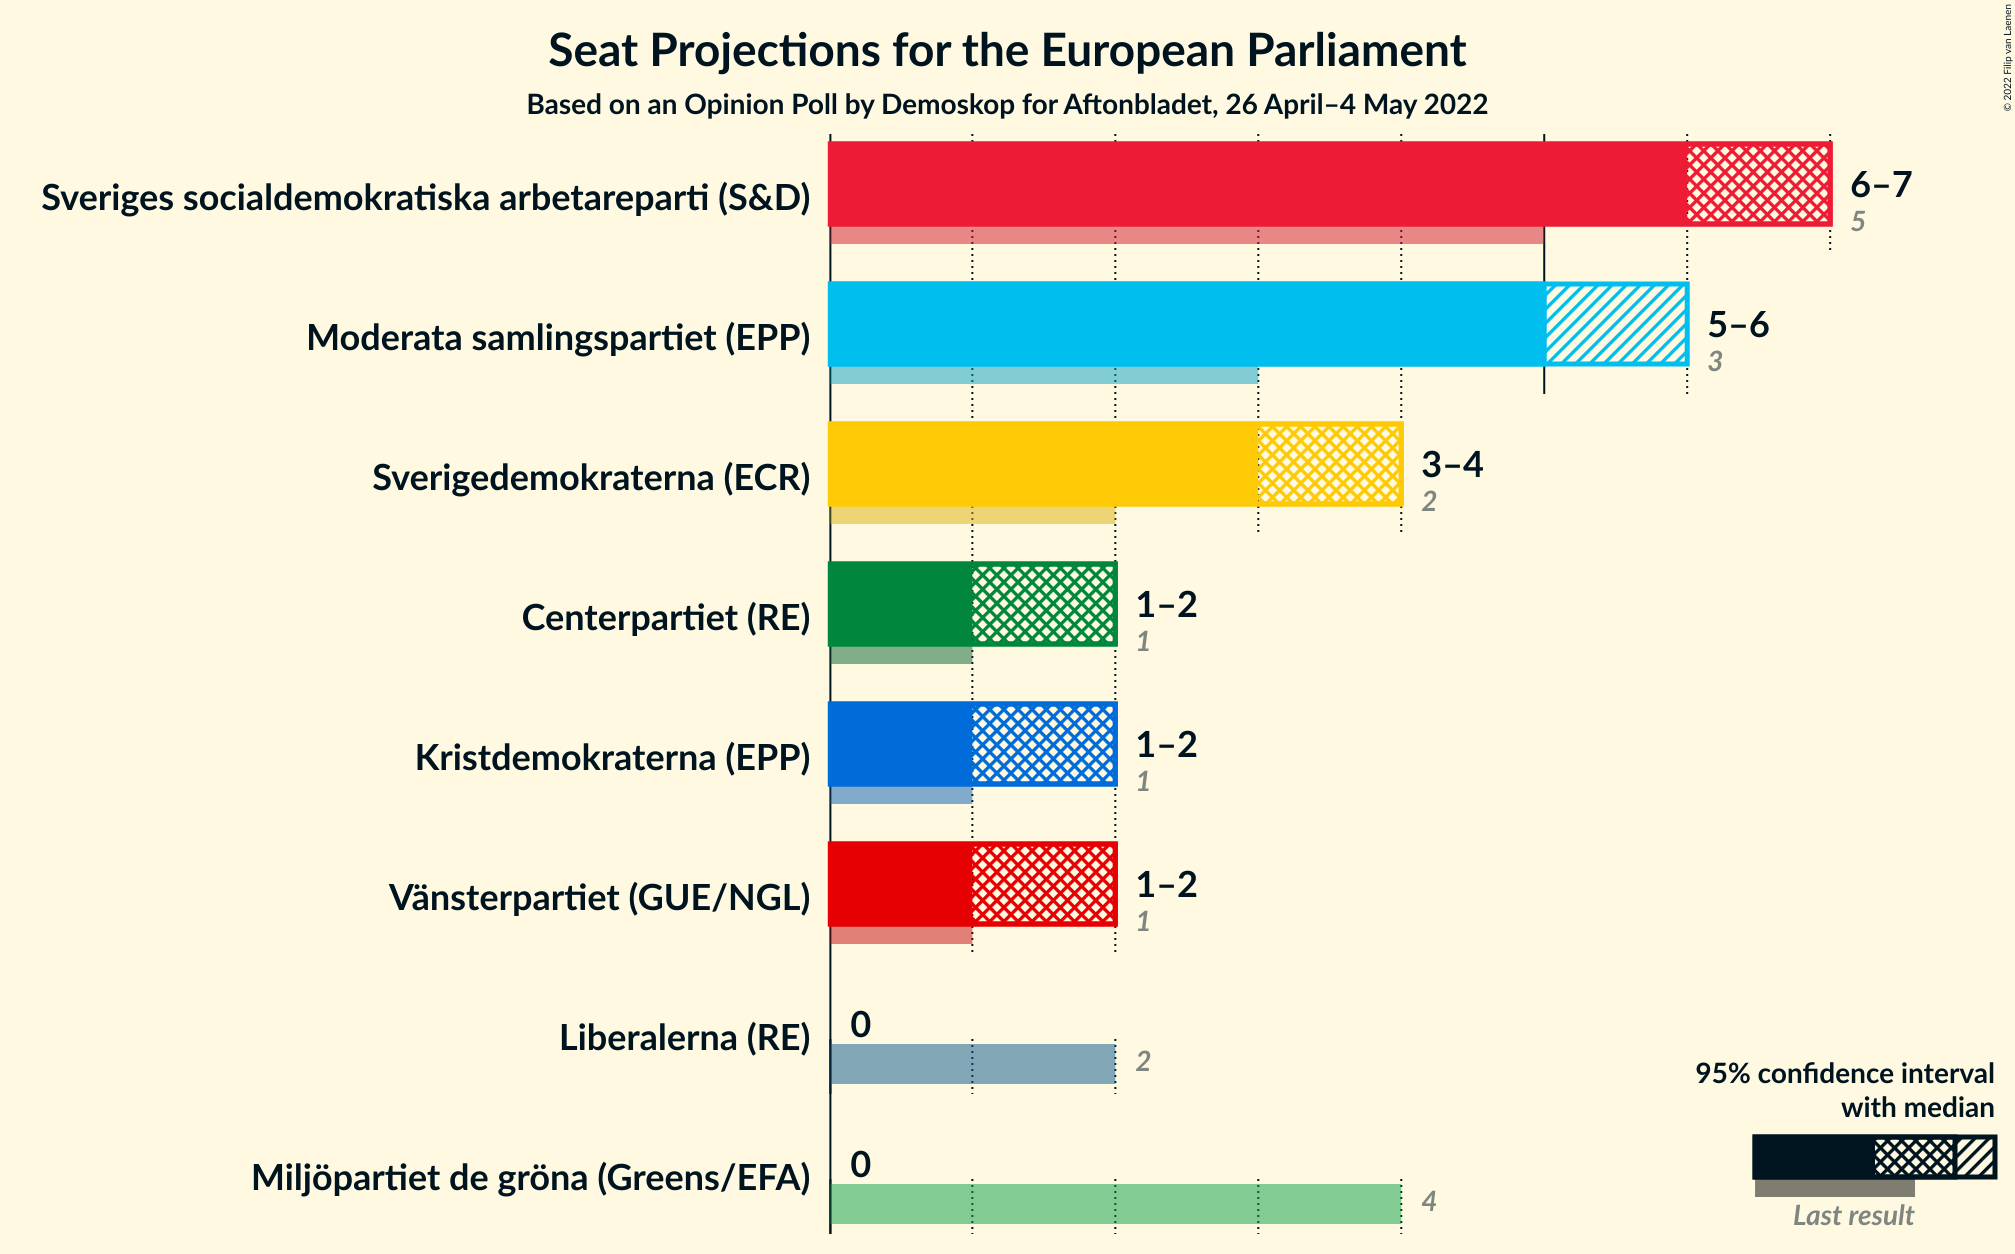 Seat Projections for the European Parliament
Based on an Opinion Poll by Demoskop for Aftonbladet, 26 April–4 May 2022
© 2022 Filip van Laenen
Sveriges socialdemokratiska arbetareparti (S&D)
6–7
5
Moderata samlingspartiet (EPP)
5–6
3
Sverigedemokraterna (ECR)
3–4
2
Centerpartiet (RE)
1–2
1
Kristdemokraterna (EPP)
1–2
1
Vänsterpartiet (GUE/NGL)
1–2
1
Liberalerna (RE)
0
2
Miljöpartiet de gröna (Greens/EFA)
0
4
95% confidence interval
with median
Last result